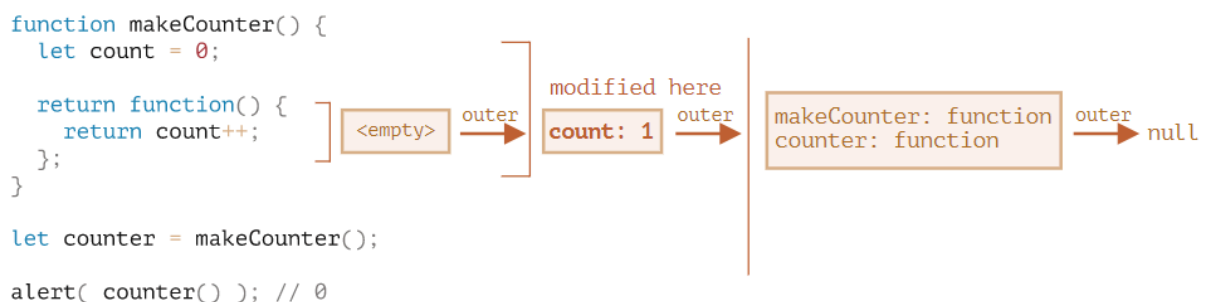 function makeCounter() {
let count = 0;
return function() {
return count++;
};
}
let counter = makeCounter();
alert( counter() ); // 0
<empty>
outer
modified here
count: 1
outer
makeCounter: function
counter: function
outer
null